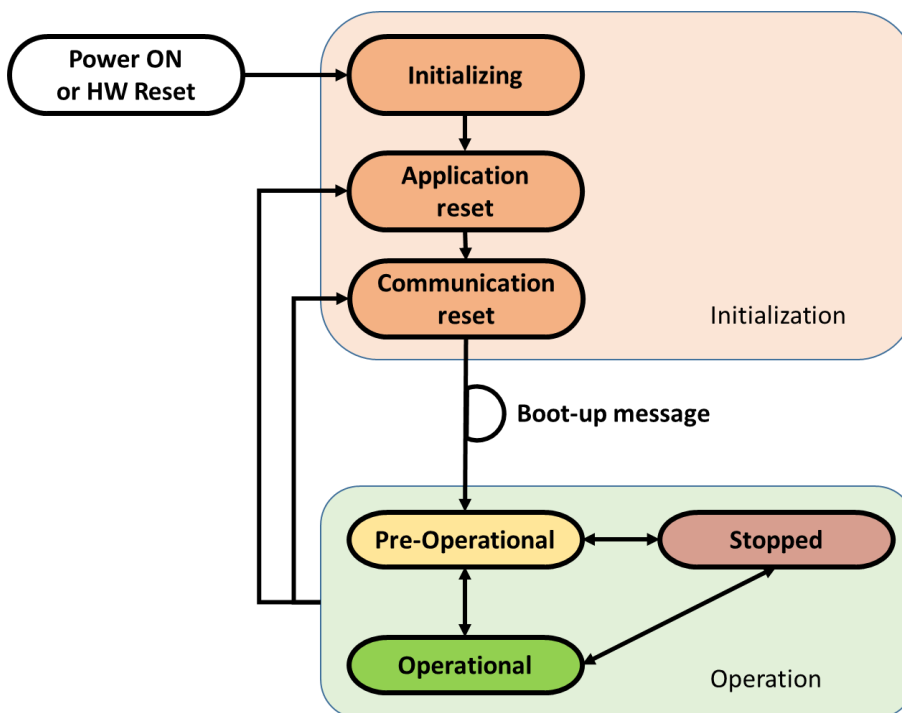 Power ON
or HW Reset
Initializing
Application
reset
Communication
reset
Initialization
Boot-up message
Pre-Operational
Stopped
Operational
Operation